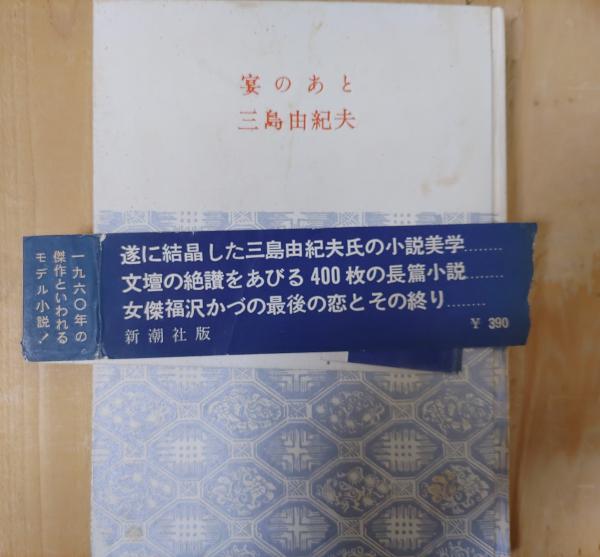 宴のあと
三島由紀夫
遂に結晶した三島由紀夫氏の小説美学........
文壇の絶讃をあびる400枚の長篇小説........
女傑福沢かづの最後の恋とその終り........
新潮社版
¥ 390
一九六〇年の
傑作といわれる
モデル小説!